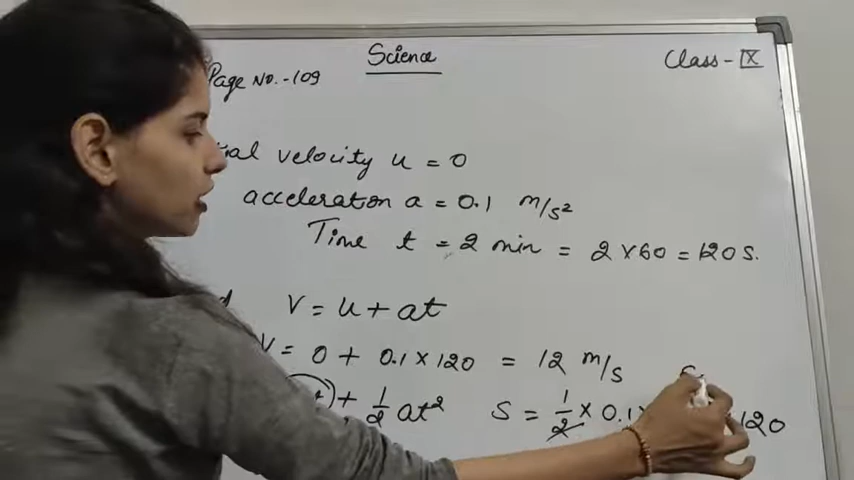 Science Class - IX
Page No. - 109
velocity u = 0
acceleration a = 0.1 m/s²
Time t = 2 min = 2 × 60 = 120 s.
V = u + at
V = 0 + 0.1 × 120 = 12 m/s
+ 1/2 at² S = 1/2 × 0.1 120